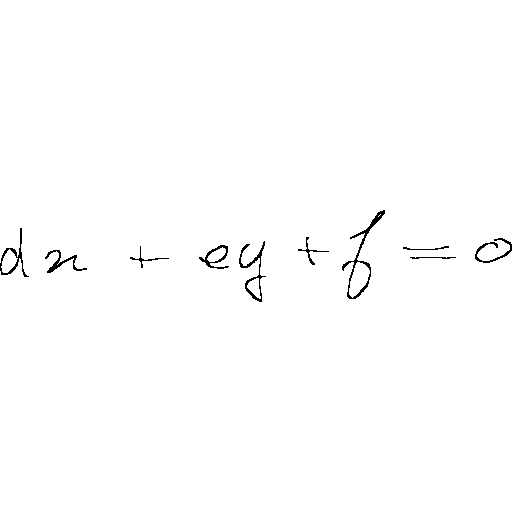 dx + ey + f = 0